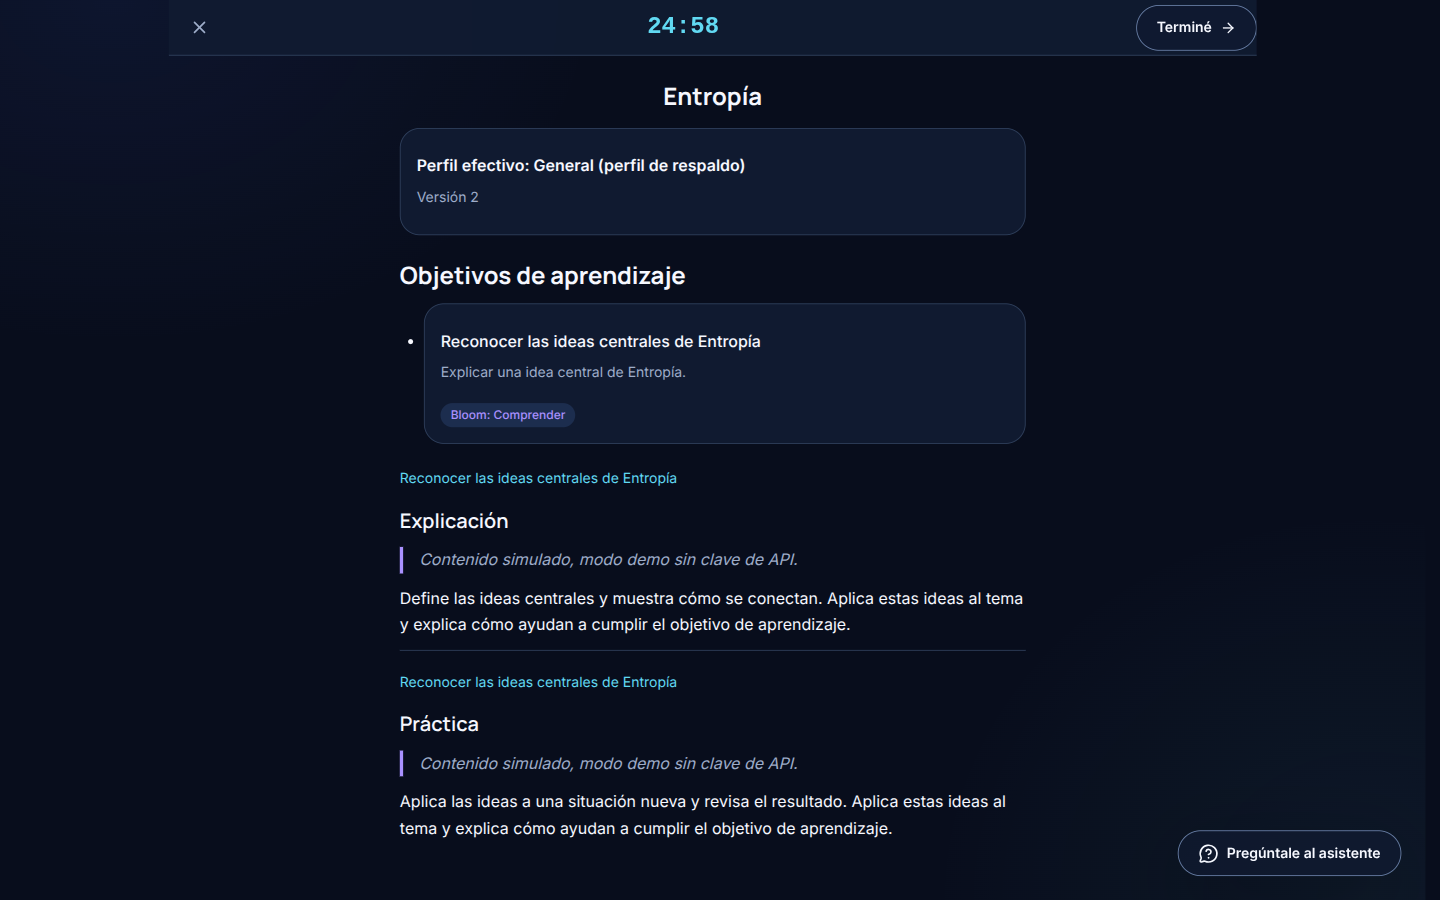 24:58
Terminé
Entropía
Perfil efectivo: General (perfil de respaldo)
Versión 2
Objetivos de aprendizaje
Reconocer las ideas centrales de Entropía
Explicar una idea central de Entropía.
Bloom: Comprender
Reconocer las ideas centrales de Entropía
Explicación
Contenido simulado, modo demo sin clave de API.
Define las ideas centrales y muestra cómo se conectan. Aplica estas ideas al tema
y explica cómo ayudan a cumplir el objetivo de aprendizaje.
Reconocer las ideas centrales de Entropía
Práctica
Contenido simulado, modo demo sin clave de API.
Aplica las ideas a una situación nueva y revisa el resultado. Aplica estas ideas al
tema y explica cómo ayudan a cumplir el objetivo de aprendizaje.
Pregúntale al asistente